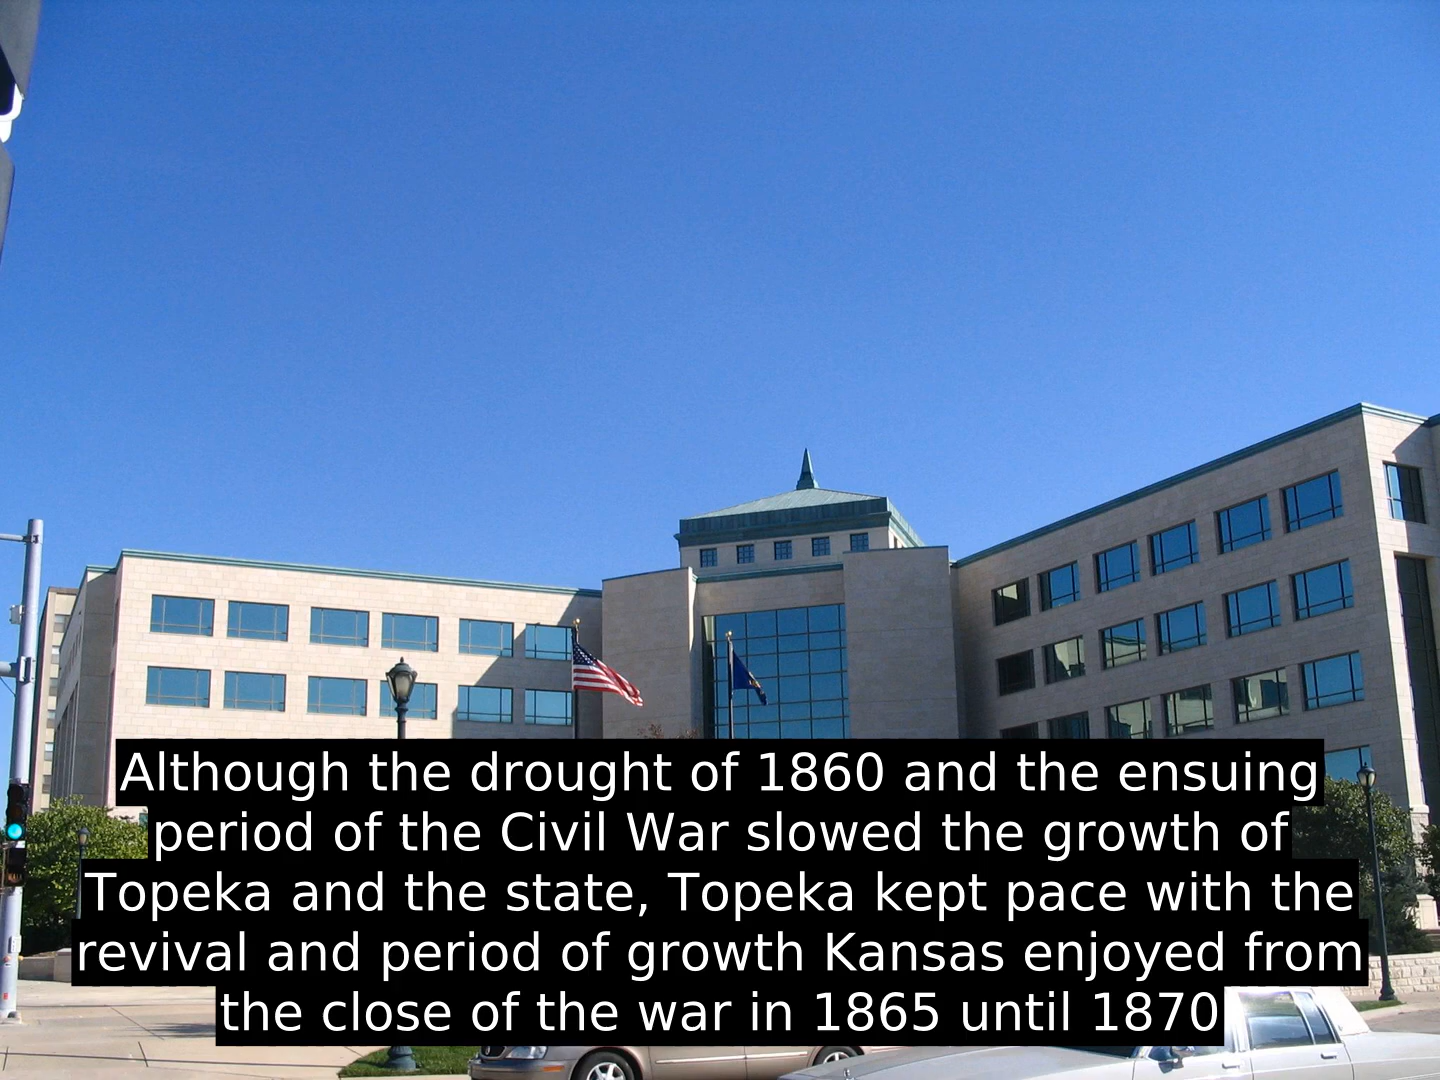 Although the drought of 1860 and the ensuing
period of the Civil War slowed the growth of
Topeka and the state, Topeka kept pace with the
revival and period of growth Kansas enjoyed from
the close of the war in 1865 until 1870